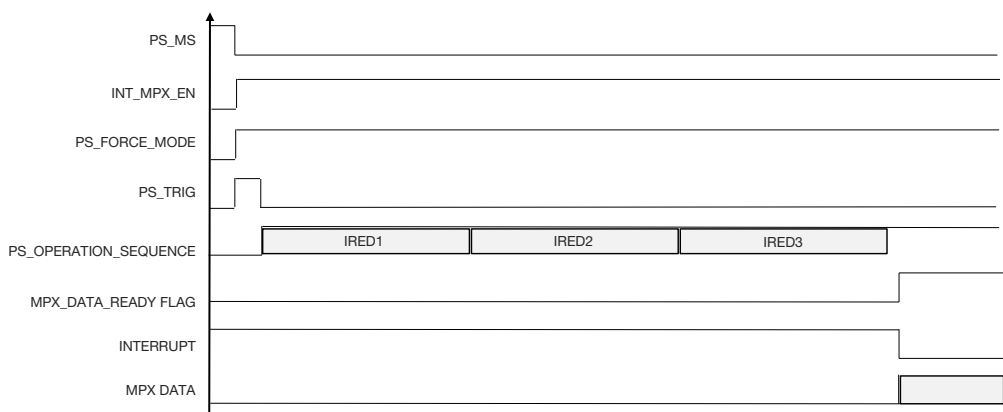 PS_MS
INT_MPX_EN
PS_FORCE_MODE
PS_TRIG
IRED1 IRED2 IRED3
PS_OPERATION_SEQUENCE
MPX_DATA_READY FLAG
INTERRUPT
MPX DATA